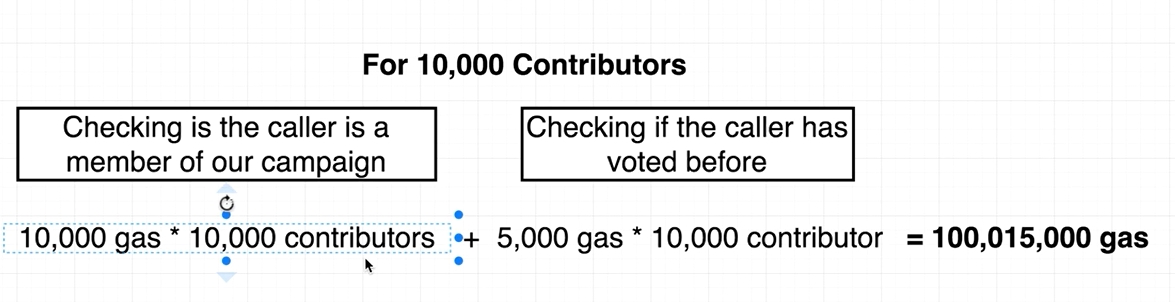 For 10,000 Contributors
Checking is the caller is a
member of our campaign
Checking if the caller has
voted before
10,000 gas * 10,000 contributors + 5,000 gas * 10,000 contributor = 100,015,000 gas